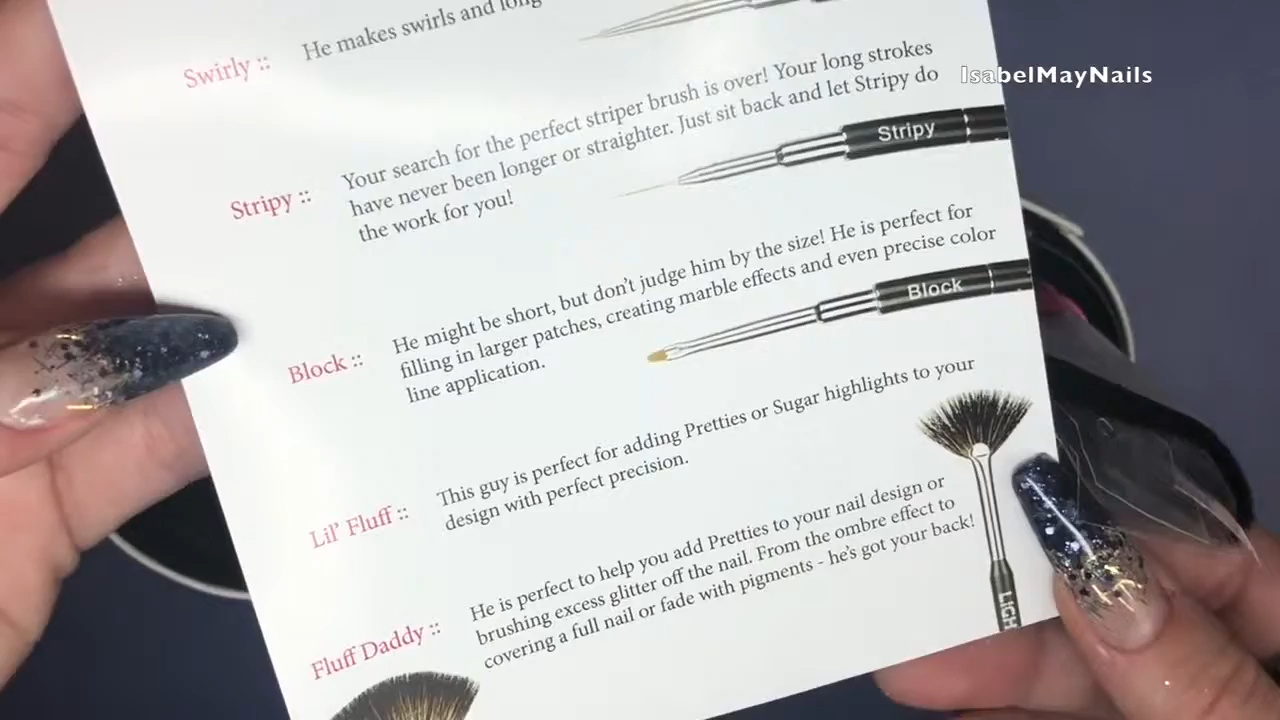 IsabelMayNails
Swirly :: He makes swirls and long
Stripy :: Your search for the perfect striper brush is over! Your long strokes
have never been longer or straighter. Just sit back and let Stripy do
the work for you!
Stripy
Block :: He might be short, but don't judge him by the size! He is perfect for
filling in larger patches, creating marble effects and even precise color
line application.
Block
Lil' Fluff :: This guy is perfect for adding Pretties or Sugar highlights to your
design with perfect precision.
LIGH
Fluff Daddy :: He is perfect to help you add Pretties to your nail design or
brushing excess glitter off the nail. From the ombre effect to
covering a full nail or fade with pigments - he's got your back!